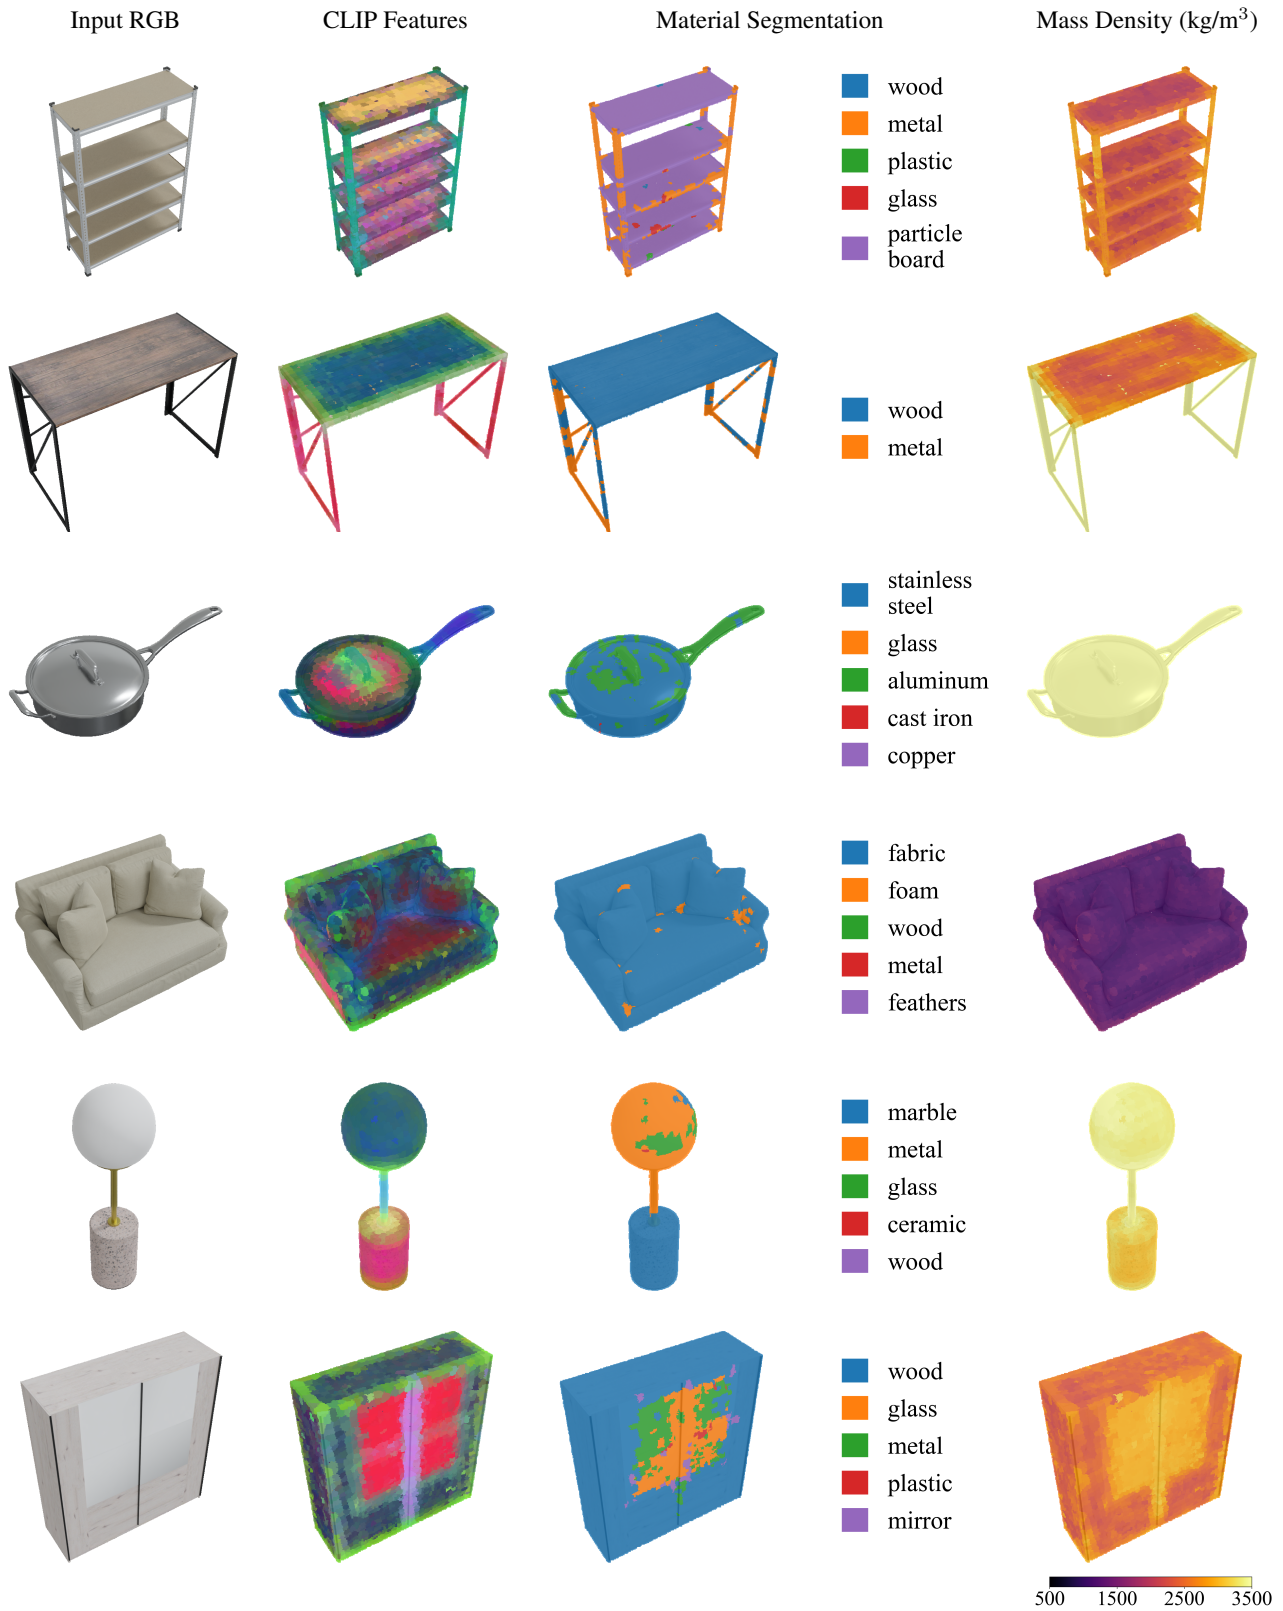 Input RGB
CLIP Features
Material Segmentation
Mass Density (kg/m³)
wood
metal
plastic
glass
particle
board
wood
metal
stainless
steel
glass
aluminum
cast iron
copper
fabric
foam
wood
metal
feathers
marble
metal
glass
ceramic
wood
wood
glass
metal
plastic
mirror
500 1500 2500 3500